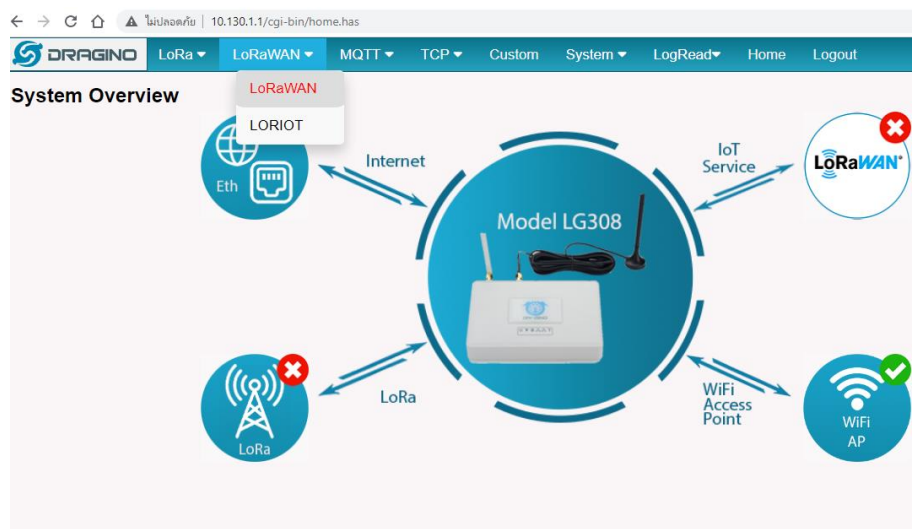 ไม่ปลอดภัย | 10.130.1.1/cgi-bin/home.has
DRAGINO LoRa LoRaWAN MQTT TCP Custom System LogRead Home Logout
System Overview
LoRaWAN
LORIOT
Eth
Internet
IoT
Service
LoRaWAN
Model LG308
LoRa
LoRa
WiFi
Access
Point
WiFi
AP